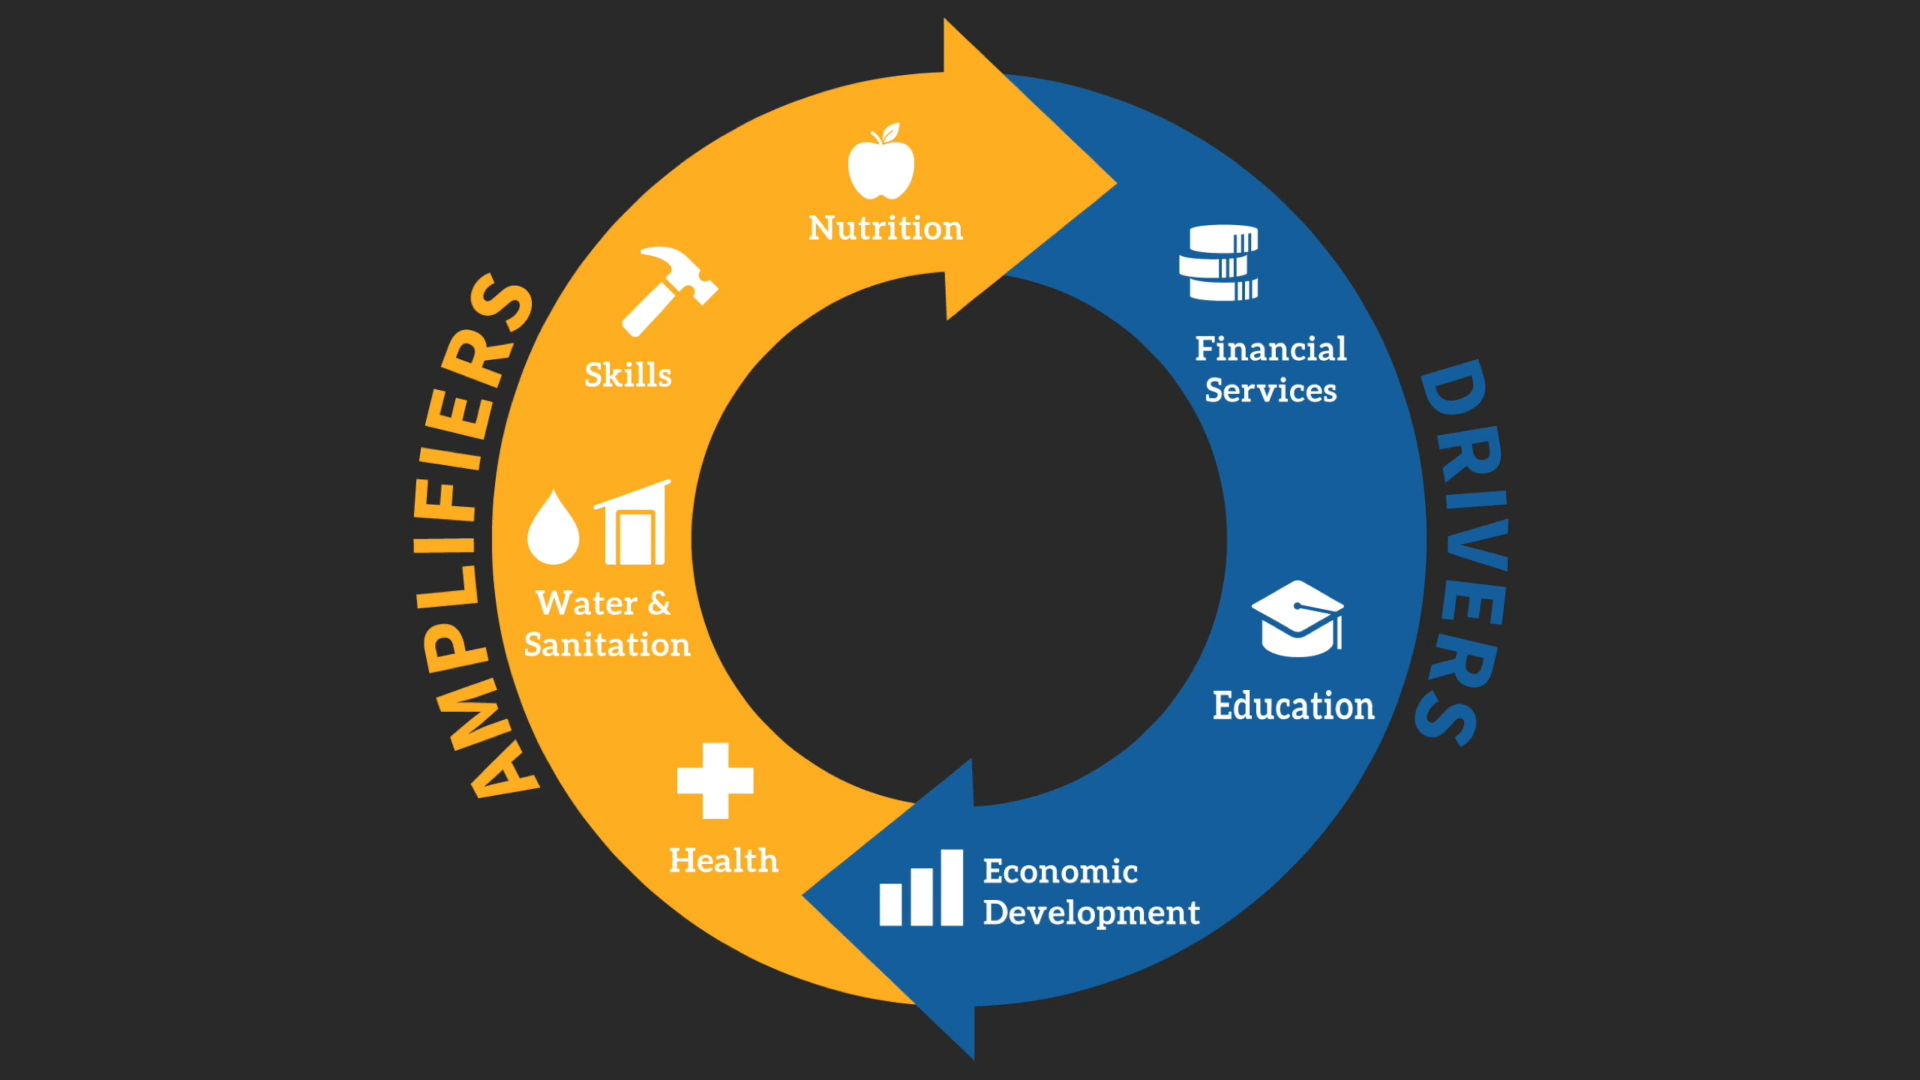 AMPLIFIERS
Nutrition
Skills
Water &
Sanitation
Health
DRIVERS
Financial
Services
Education
Economic
Development